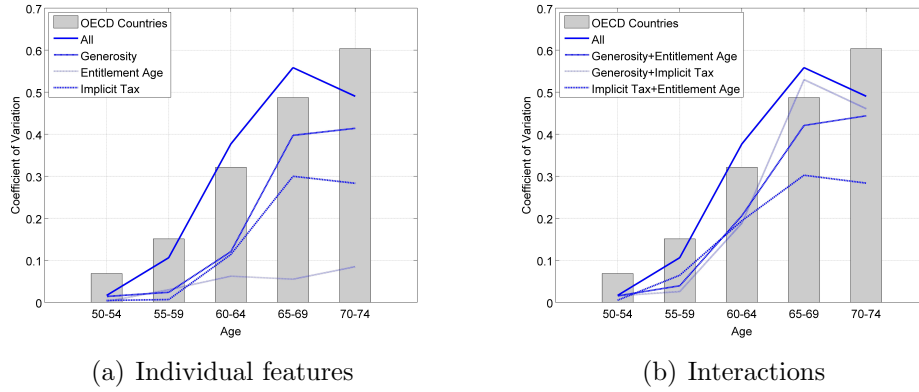 OECD Countries
All
Generosity
Entitlement Age
Implicit Tax
0.7
0.6
0.5
0.4
0.3
0.2
0.1
0
Coefficient of Variation
50-54 55-59 60-64 65-69 70-74
Age
(a) Individual features
OECD Countries
All
Generosity+Entitlement Age
Generosity+Implicit Tax
Implicit Tax+Entitlement Age
0.7
0.6
0.5
0.4
0.3
0.2
0.1
0
Coefficient of Variation
50-54 55-59 60-64 65-69 70-74
Age
(b) Interactions